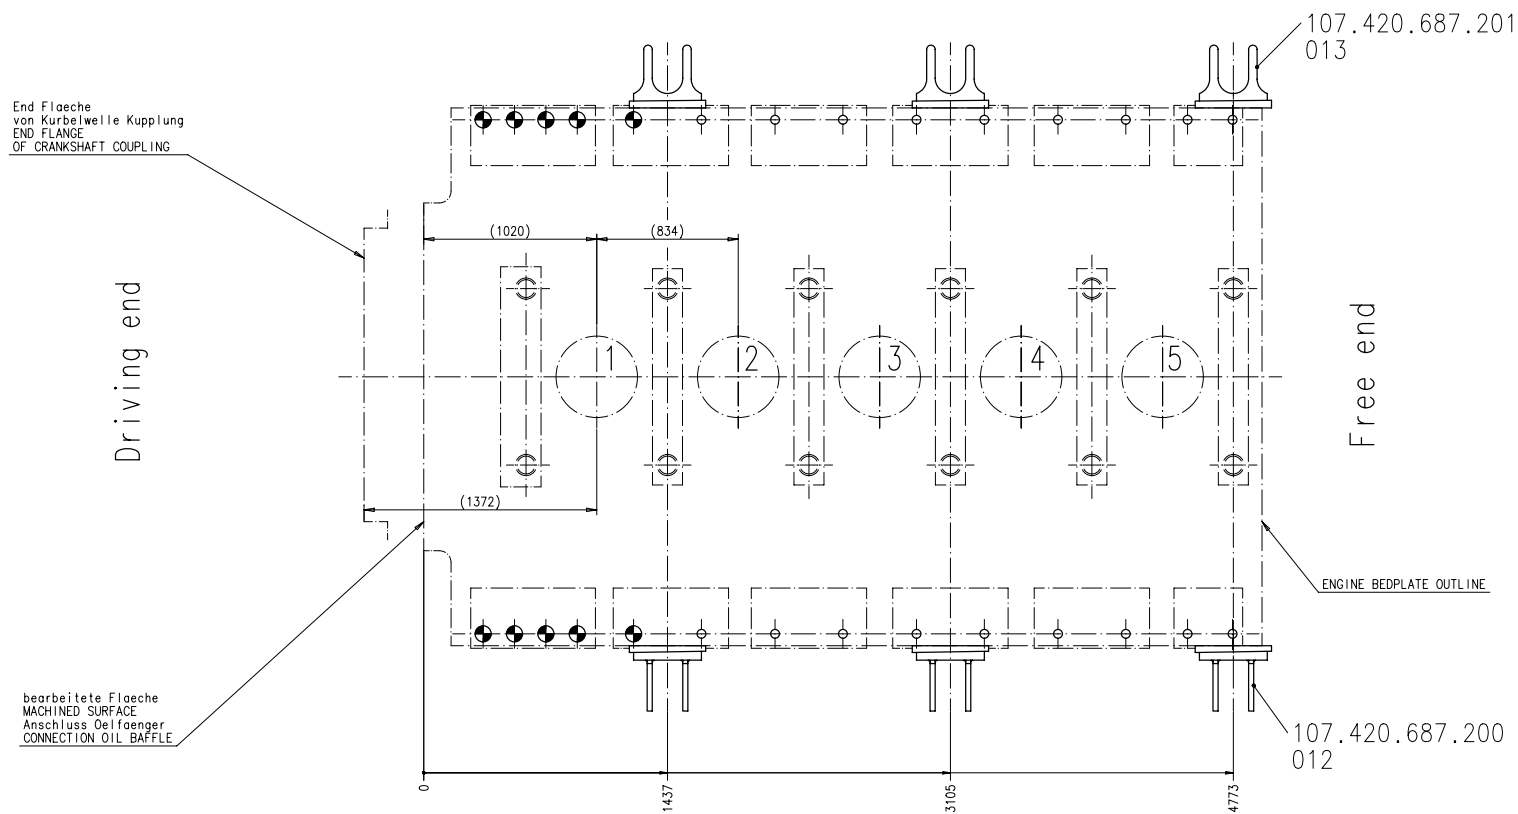 107.420.687.201
013
End Flaeche
von Kurbelwelle Kupplung
END FLANGE
OF CRANKSHAFT COUPLING
(1020)
(834)
Driving end
1
2
3
4
5
Free end
(1372)
ENGINE BEDPLATE OUTLINE
bearbeitete Flaeche
MACHINED SURFACE
Anschluss Oelfaenger
CONNECTION OIL BAFFLE
107.420.687.200
012
0
1437
3105
4773